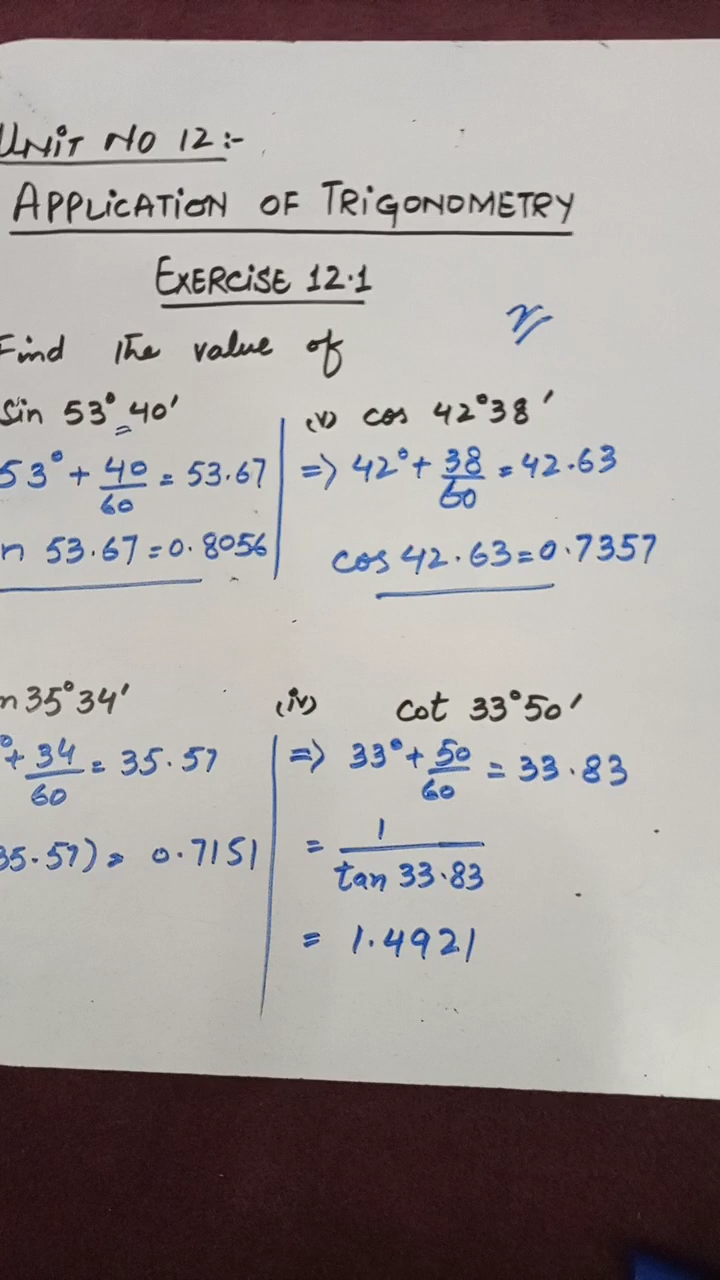 UNIT NO 12:-
APPLICATION OF TRIGONOMETRY
EXERCISE 12.1
Find the value of
Sin 53° 40'
53° + 40/60 = 53.67
n 53.67 = 0.8056
(v) cos 42°38'
=> 42° + 38/60 = 42.63
cos 42.63 = 0.7357
n 35°34'
° + 34/60 = 35.57
35.57) = 0.7151
(iv) cot 33°50'
=> 33° + 50/60 = 33.83
= 1/tan 33.83
= 1.4921